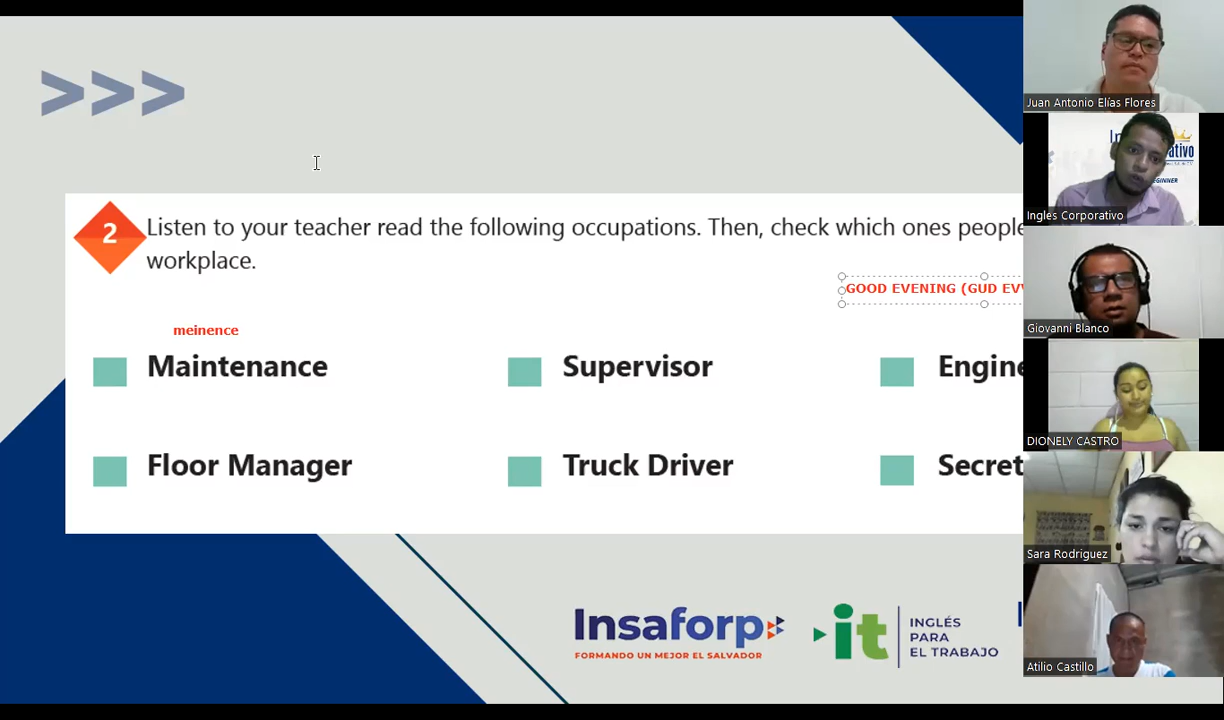 >>>
2
Listen to your teacher read the following occupations. Then, check which ones people
workplace.
GOOD EVENING (GUD EV
meinence
Maintenance
Supervisor
Engine
Floor Manager
Truck Driver
Secret
Insaforp
FORMANDO UN MEJOR EL SALVADOR
it
INGLÉS
PARA
EL TRABAJO
Juan Antonio Elías Flores
Inglés Corporativo
Giovanni Blanco
DIONELY CASTRO
Sara Rodriguez
Atilio Castillo